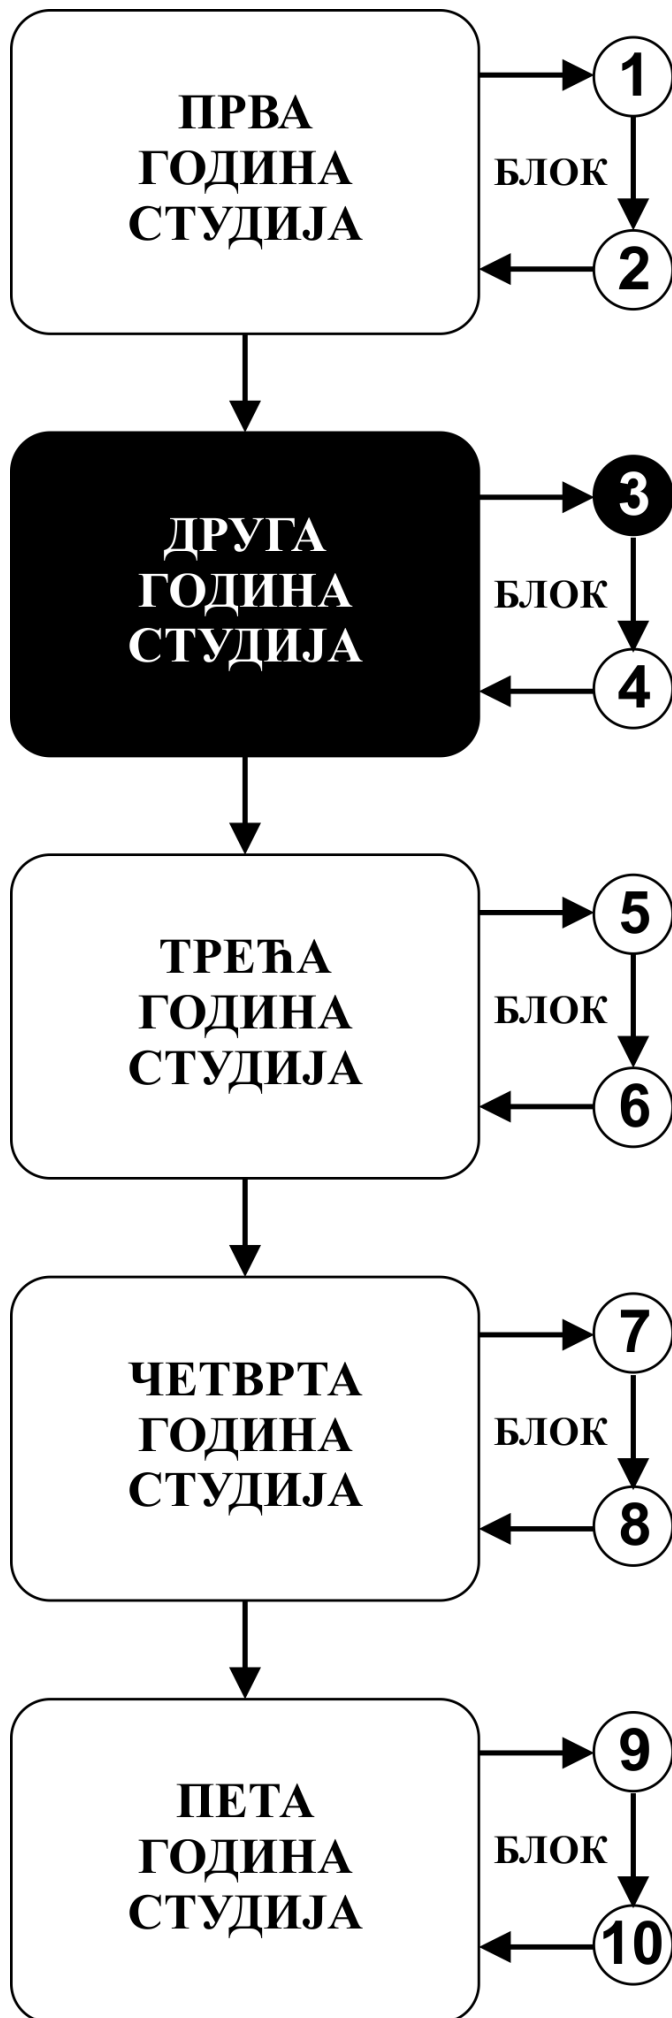 ПРВА
ГОДИНА
СТУДИЈА
1
БЛОК
2
ДРУГА
ГОДИНА
СТУДИЈА
3
БЛОК
4
ТРЕЋА
ГОДИНА
СТУДИЈА
5
БЛОК
6
ЧЕТВРТА
ГОДИНА
СТУДИЈА
7
БЛОК
8
ПЕТА
ГОДИНА
СТУДИЈА
9
БЛОК
10